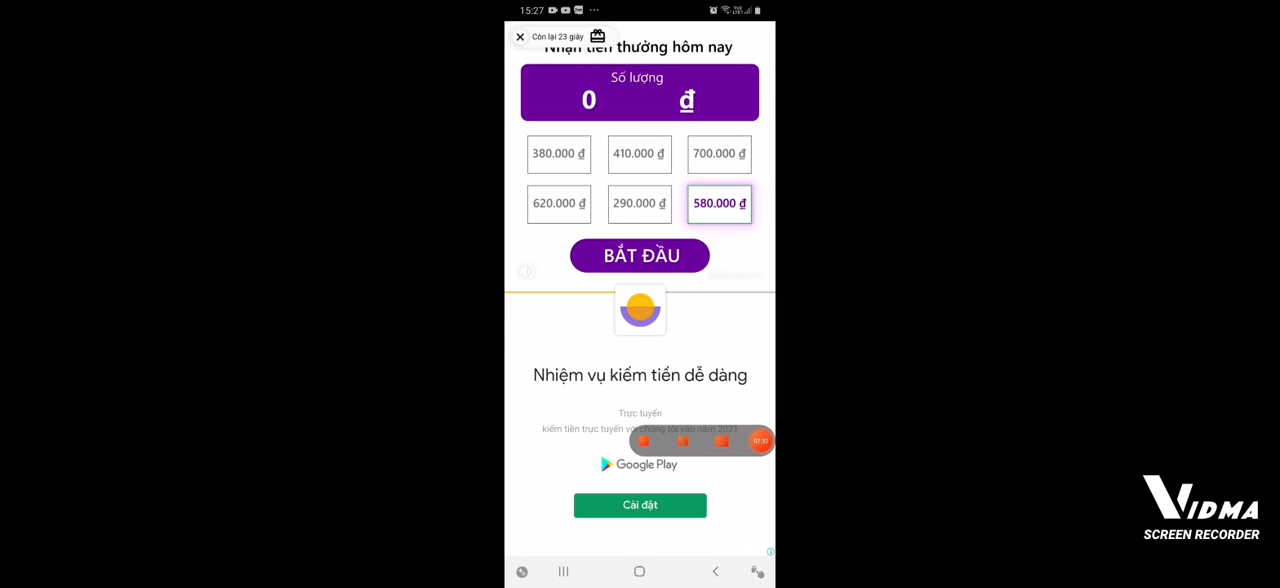 15:27
Còn lại 23 giây
Nhận tiền thưởng hôm nay
Số lượng
0 đ
380.000 ₫
410.000 ₫
700.000 ₫
620.000 ₫
290.000 ₫
580.000 ₫
BẮT ĐẦU
Nhiệm vụ kiếm tiền dễ dàng
Trực tuyến
kiếm tiền trực tuyến với chúng tôi vào năm 2021
02:32
Google Play
Cài đặt
VIDMA
SCREEN RECORDER